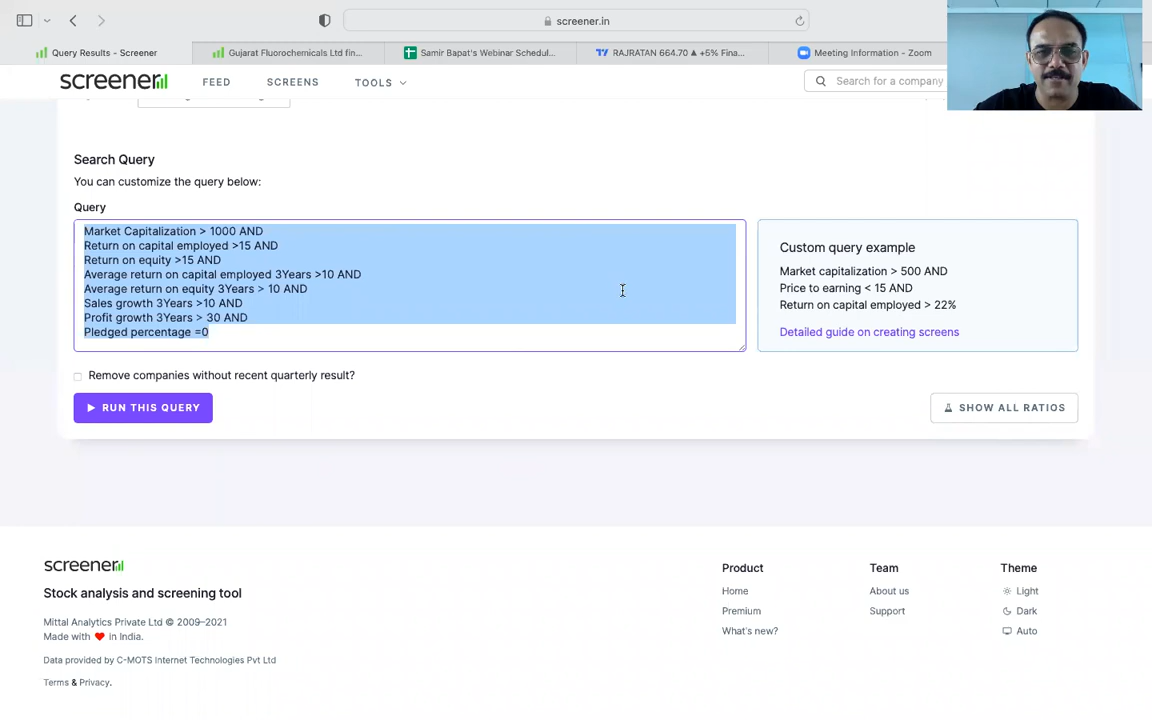 screener.in
Query Results - Screener
Gujarat Fluorochemicals Ltd fin...
Samir Bapat's Webinar Schedul...
RAJRATAN 664.70 ▲ +5% Fina...
Meeting Information - Zoom
screener
FEED
SCREENS
TOOLS
Search for a company
Search Query
You can customize the query below:
Query
Market Capitalization > 1000 AND
Return on capital employed >15 AND
Return on equity >15 AND
Average return on capital employed 3Years >10 AND
Average return on equity 3Years > 10 AND
Sales growth 3Years >10 AND
Profit growth 3Years > 30 AND
Pledged percentage =0
Custom query example
Market capitalization > 500 AND
Price to earning < 15 AND
Return on capital employed > 22%
Detailed guide on creating screens
Remove companies without recent quarterly result?
RUN THIS QUERY
SHOW ALL RATIOS
screener
Stock analysis and screening tool
Mittal Analytics Private Ltd © 2009-2021
Made with ❤ in India.
Data provided by C-MOTS Internet Technologies Pvt Ltd
Terms & Privacy.
Product
Home
Premium
What's new?
Team
About us
Support
Theme
Light
Dark
Auto